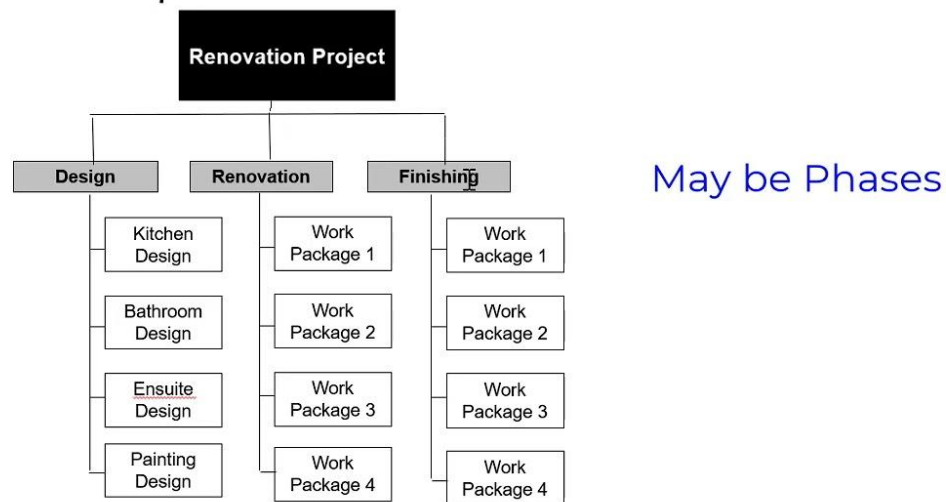 Renovation Project
Design
Renovation
Finishing
May be Phases
Kitchen
Design
Work
Package 1
Work
Package 1
Bathroom
Design
Work
Package 2
Work
Package 2
Ensuite
Design
Work
Package 3
Work
Package 3
Painting
Design
Work
Package 4
Work
Package 4